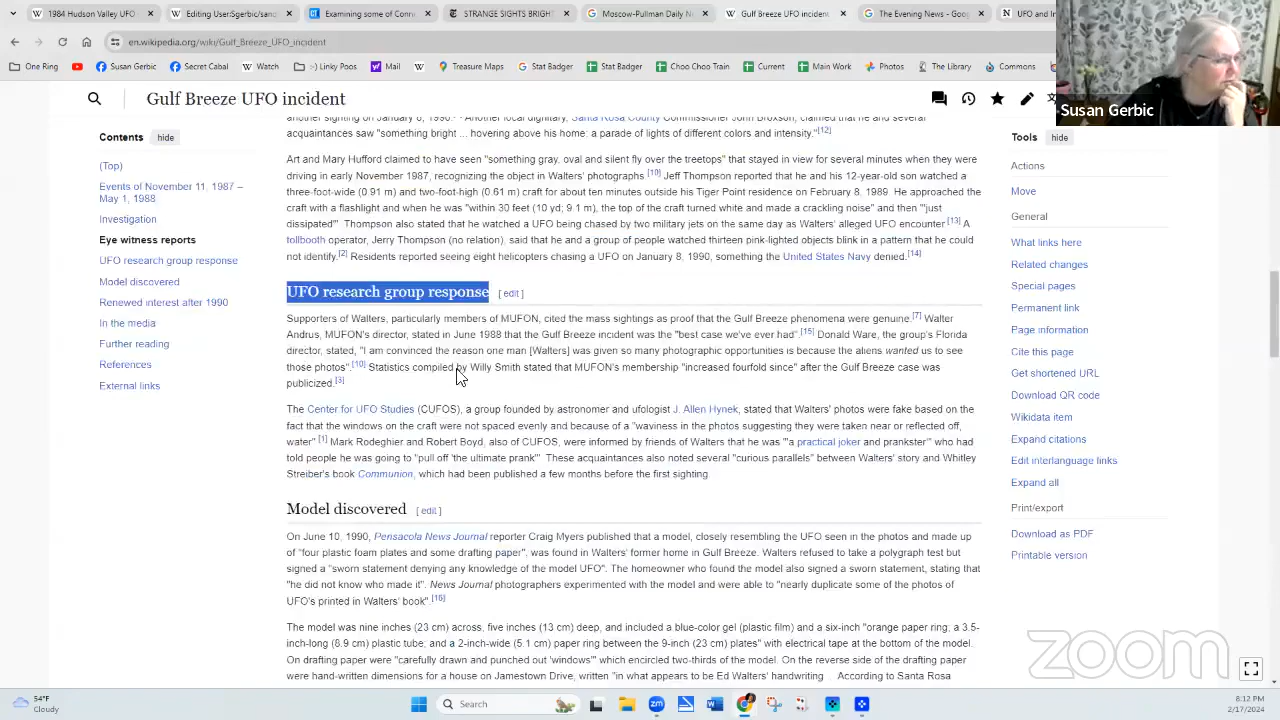 1984 Hudson Valley UFO
Editing User:Sgerbic/sand
Examining some of Conn
STRANGE SIGHTS BRIGHT
Moscow-Pullman Daily N
Gulf Breeze UFO inciden
The Evening News - Goo
UFO and In
en.wikipedia.org/wiki/Gulf_Breeze_UFO_incident
One Ring
Susan Gerbic
Secret Cabal
Watch
:-) Linky Poo
Mail
Treasure Maps
Stat Badger
Stat Badger
Choo Choo Train
Current
Main Work
Photos
The Library
Commons
Susan Gerbic
Gulf Breeze UFO incident
Contents hide
(Top)
Events of November 11, 1987 –
May 1, 1988
Investigation
Eye witness reports
UFO research group response
Model discovered
Renewed interest after 1990
In the media
Further reading
References
External links
acquaintances saw "something bright ... hovering above his home: a parade of lights of different colors and intensity."[12]
Art and Mary Hufford claimed to have seen "something gray, oval and silent fly over the treetops" that stayed in view for several minutes when they were
driving in early November 1987, recognizing the object in Walters' photographs.[10] Jeff Thompson reported that he and his 12-year-old son watched a
three-foot-wide (0.91 m) and two-foot-high (0.61 m) craft for about ten minutes outside his Tiger Point residence on February 8, 1989. He approached the
craft with a flashlight and when he was "within 30 feet (10 yd; 9.1 m), the top of the craft turned white and made a crackling noise" and then "'just
dissipated'". Thompson also stated that he watched a UFO being chased by two military jets on the same day as Walters' alleged UFO encounter.[13] A
tollbooth operator, Jerry Thompson (no relation), said that he and a group of people watched thirteen pink-lighted objects blink in a pattern that he could
not identify.[2] Residents reported seeing eight helicopters chasing a UFO on January 8, 1990, something the United States Navy denied.[14]
UFO research group response [ edit ]
Supporters of Walters, particularly members of MUFON, cited the mass sightings as proof that the Gulf Breeze phenomena were genuine.[7] Walter
Andrus, MUFON's director, stated in June 1988 that the Gulf Breeze incident was the "best case we've ever had".[15] Donald Ware, the group's Florida
director, stated, "I am convinced the reason one man [Walters] was given so many photographic opportunities is because the aliens wanted us to see
those photos".[10] Statistics compiled by Willy Smith stated that MUFON's membership "increased fourfold since" after the Gulf Breeze case was
publicized.[3]
The Center for UFO Studies (CUFOS), a group founded by astronomer and ufologist J. Allen Hynek, stated that Walters' photos were fake based on the
fact that the windows on the craft were not spaced evenly and because of a "waviness in the photos suggesting they were taken near or reflected off,
water".[1] Mark Rodeghier and Robert Boyd, also of CUFOS, were informed by friends of Walters that he was "'a practical joker and prankster'" who had
told people he was going to "pull off 'the ultimate prank'". These acquaintances also noted several "curious parallels" between Walters' story and Whitley
Streiber's book Communion, which had been published a few months before the first sighting.
Model discovered [ edit ]
On June 10, 1990, Pensacola News Journal reporter Craig Myers published that a model, closely resembling the UFO seen in the photos and made up
of "four plastic foam plates and some drafting paper", was found in Walters' former home in Gulf Breeze. Walters refused to take a polygraph test but
signed a "sworn statement denying any knowledge of the model UFO". The homeowner who found the model also signed a sworn statement, stating that
"he did not know who made it". News Journal photographers experimented with the model and were able to "nearly duplicate some of the photos of
UFO's printed in Walters' book".[16]
The model was nine inches (23 cm) across, five inches (13 cm) deep, and included a blue-color gel (plastic film) and a six-inch "orange paper ring; a 3.5-
inch-long (8.9 cm) plastic tube; and a 2-inch-wide (5.1 cm) paper ring between the 9-inch (23 cm) plates" with electrical tape at the bottom of the model.
On drafting paper were "carefully drawn and punched out 'windows'" which encircled two-thirds of the model. On the reverse side of the drafting paper
were hand-written dimensions for a house on Jamestown Drive, written "in what appears to be Ed Walters' handwriting ... According to Santa Rosa
Tools hide
Actions
Move
General
What links here
Related changes
Special pages
Permanent link
Page information
Cite this page
Get shortened URL
Download QR code
Wikidata item
Expand citations
Edit interlanguage links
Expand all
Print/export
Download as PDF
Printable version
zoom
54°F
Cloudy
Search
8:12 PM
2/17/2024